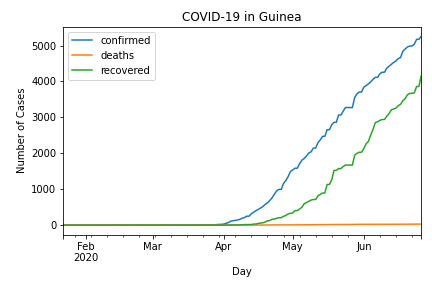 COVID-19 in Guinea
confirmed
deaths
recovered
Number of Cases
5000
4000
3000
2000
1000
0
Feb
2020
Mar
Apr
May
Jun
Day